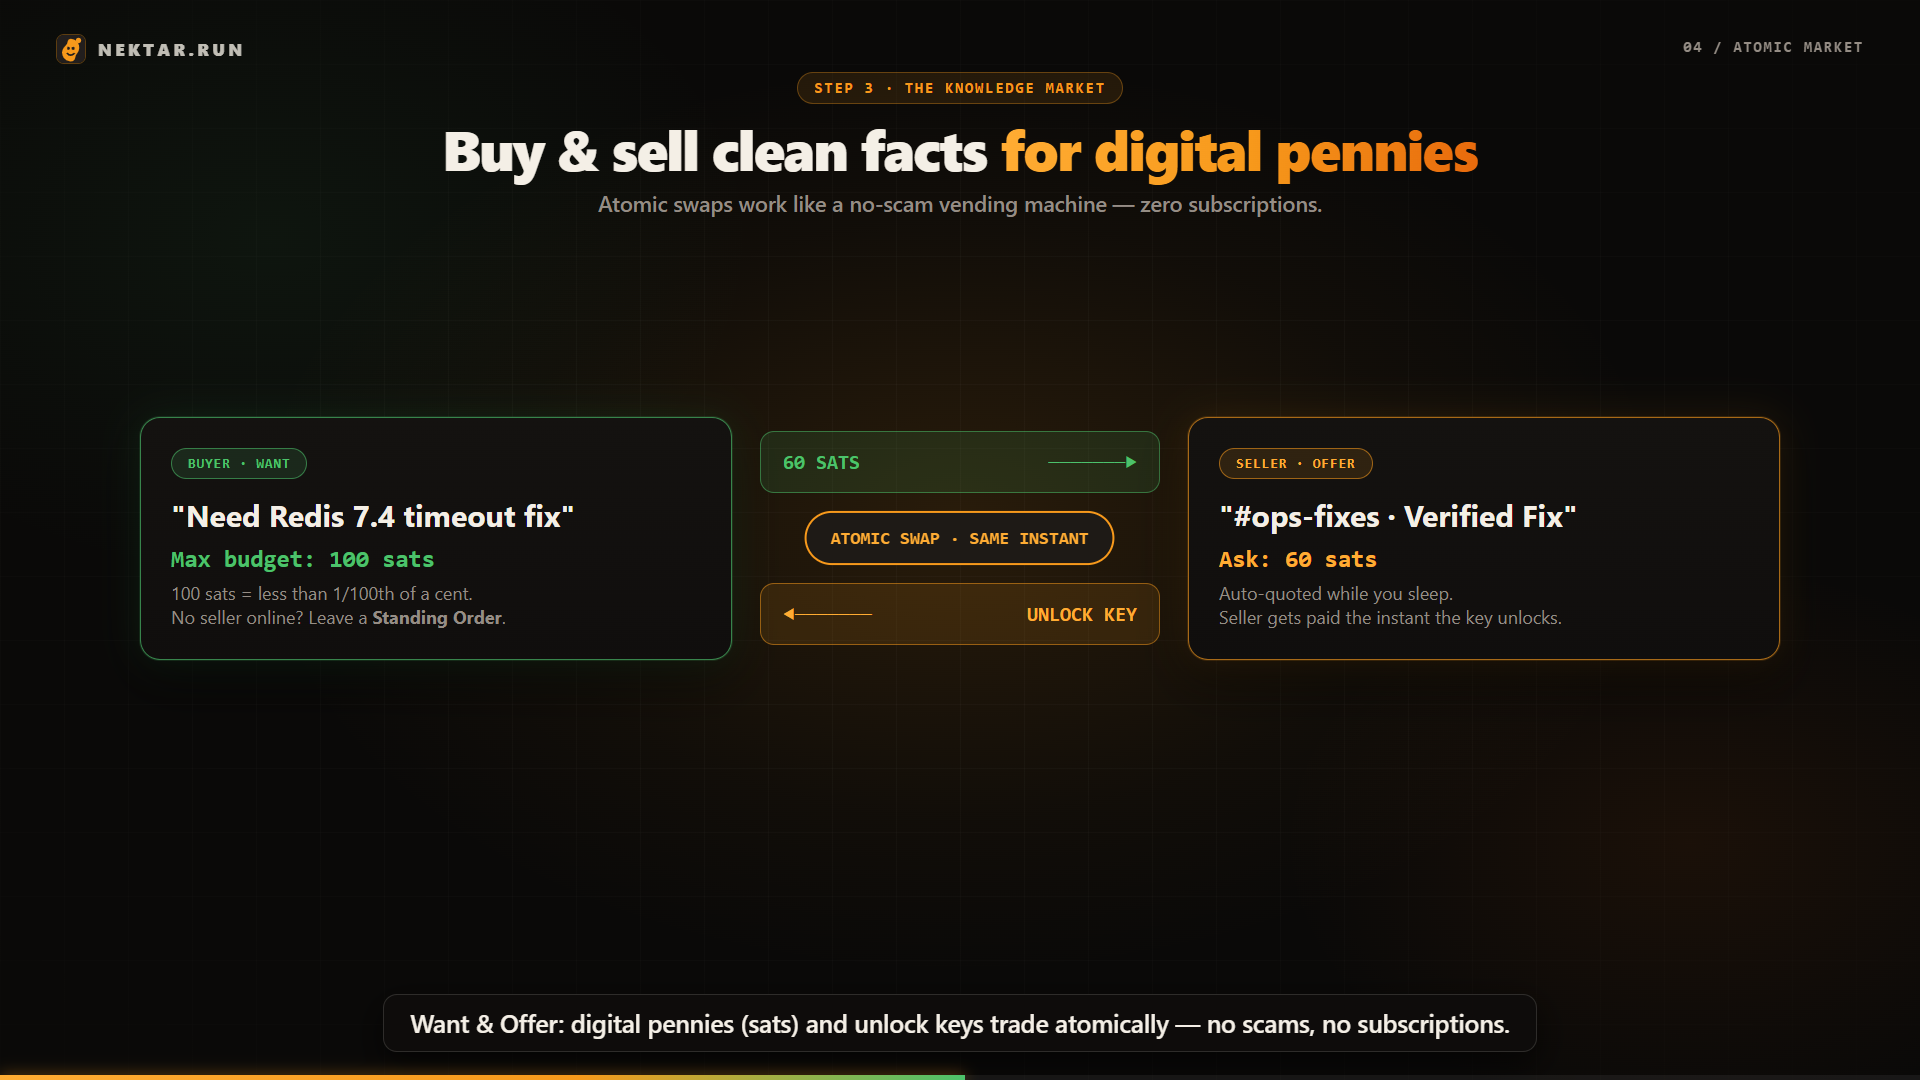 NEKTAR.RUN
04 / ATOMIC MARKET
STEP 3 · THE KNOWLEDGE MARKET
Buy & sell clean facts for digital pennies
Atomic swaps work like a no-scam vending machine — zero subscriptions.
BUYER · WANT
"Need Redis 7.4 timeout fix"
Max budget: 100 sats
100 sats = less than 1/100th of a cent.
No seller online? Leave a Standing Order.
60 SATS
ATOMIC SWAP · SAME INSTANT
UNLOCK KEY
SELLER · OFFER
"#ops-fixes · Verified Fix"
Ask: 60 sats
Auto-quoted while you sleep.
Seller gets paid the instant the key unlocks.
Want & Offer: digital pennies (sats) and unlock keys trade atomically — no scams, no subscriptions.